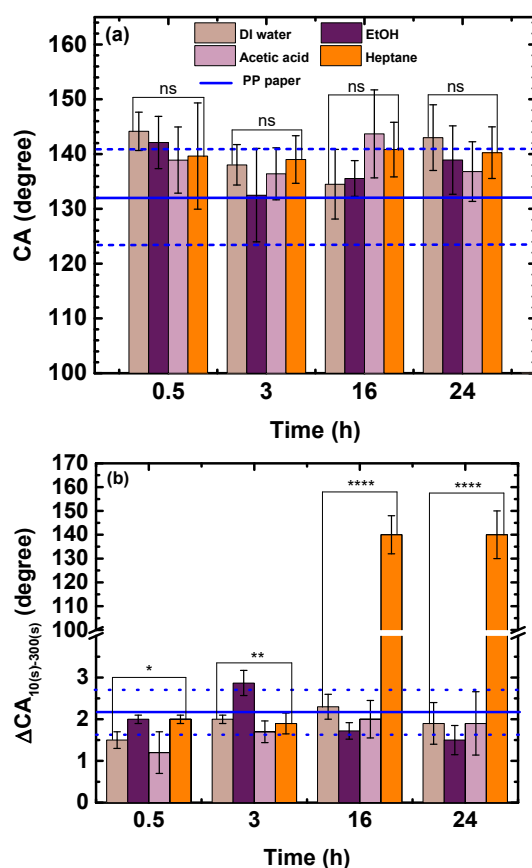 (a)
DI water
EtOH
Acetic acid
Heptane
PP paper
ns
ns
ns
ns
160
150
140
130
120
110
100
CA (degree)
0.5 3 16 24
Time (h)
(b)
170
160
150
140
130
120
110
100
3
2
1
0
ΔCA10(s)-300(s) (degree)
*
**
****
****
0.5 3 16 24
Time (h)